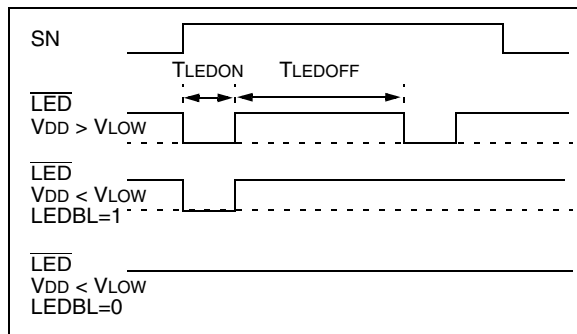 SN
TLEDON TLEDOFF
LED
VDD > VLOW
LED
VDD < VLOW
LEDBL=1
LED
VDD < VLOW
LEDBL=0